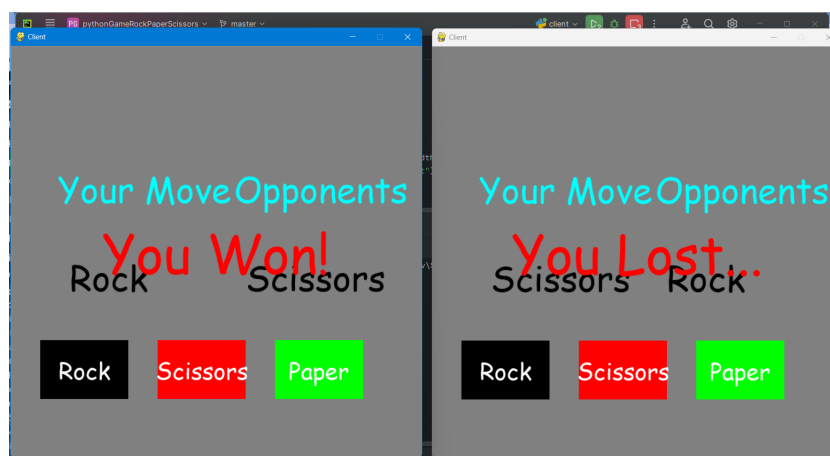 PG pythonGameRockPaperScissors master client
Client
Your Move Opponents
You Won!
Rock Scissors
Rock Scissors Paper
Client
Your Move Opponents
You Lost...
Scissors Rock
Rock Scissors Paper